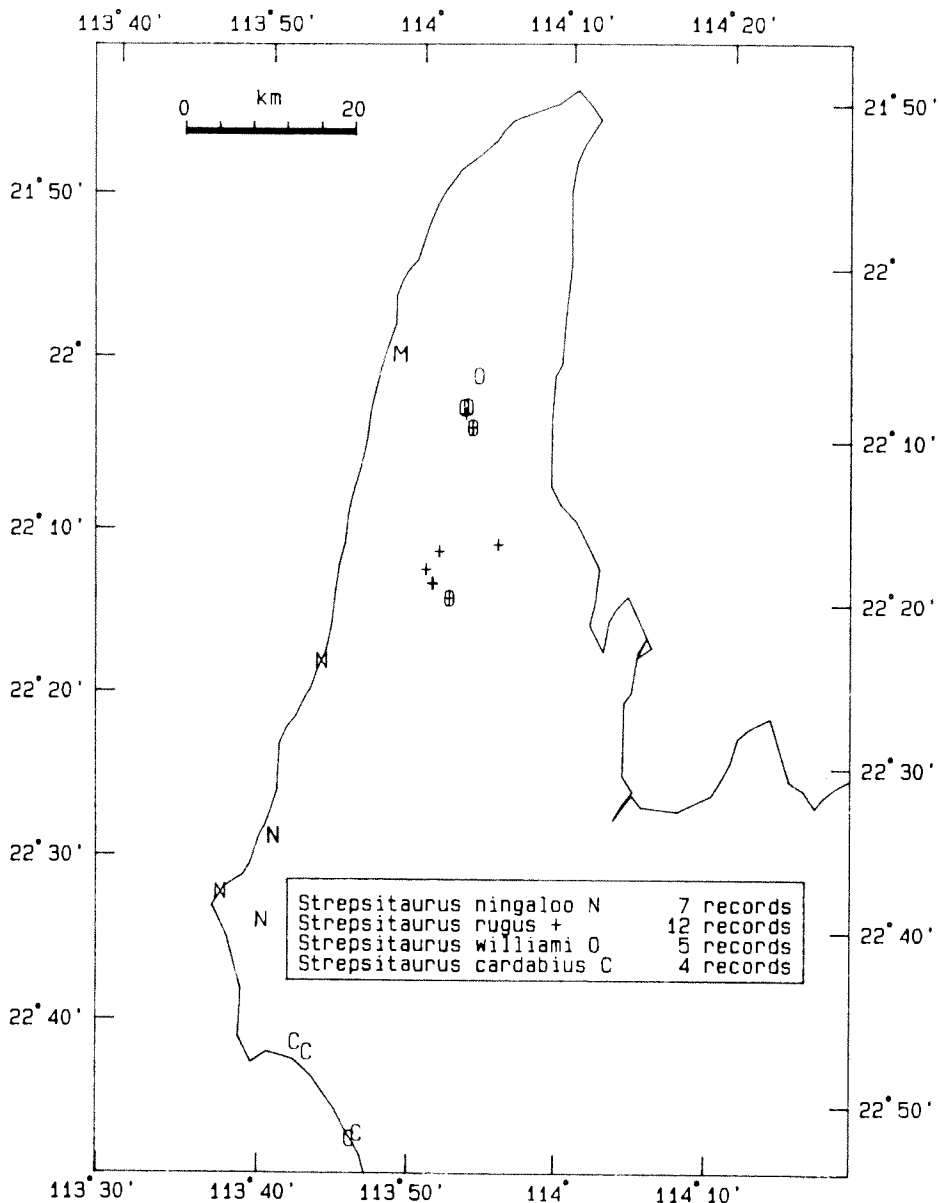 113° 40' 113° 50' 114° 114° 10' 114° 20'
km
0 20
21° 50'
21° 50'
22°
22°
M
O
O
O
22° 10'
22° 10'
+
+
+
+
O
22° 20'
N
22° 20'
22° 30'
N
22° 30'
N
N
Strepsitaurus ningaloo N 7 records
Strepsitaurus rugus + 12 records
Strepsitaurus williami O 5 records
Strepsitaurus cardabius C 4 records
22° 40'
22° 40'
C C
22° 50'
C C
113° 30' 113° 40' 113° 50' 114° 114° 10'